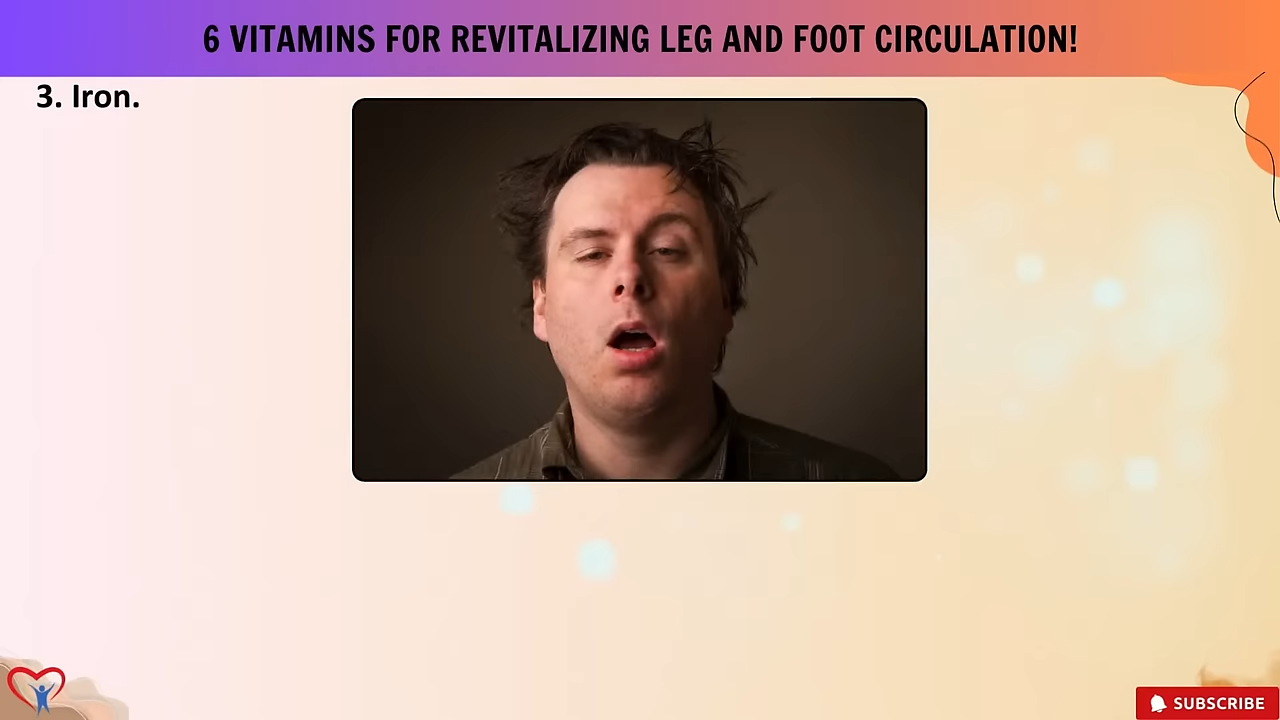 6 VITAMINS FOR REVITALIZING LEG AND FOOT CIRCULATION!
3. Iron.
SUBSCRIBE